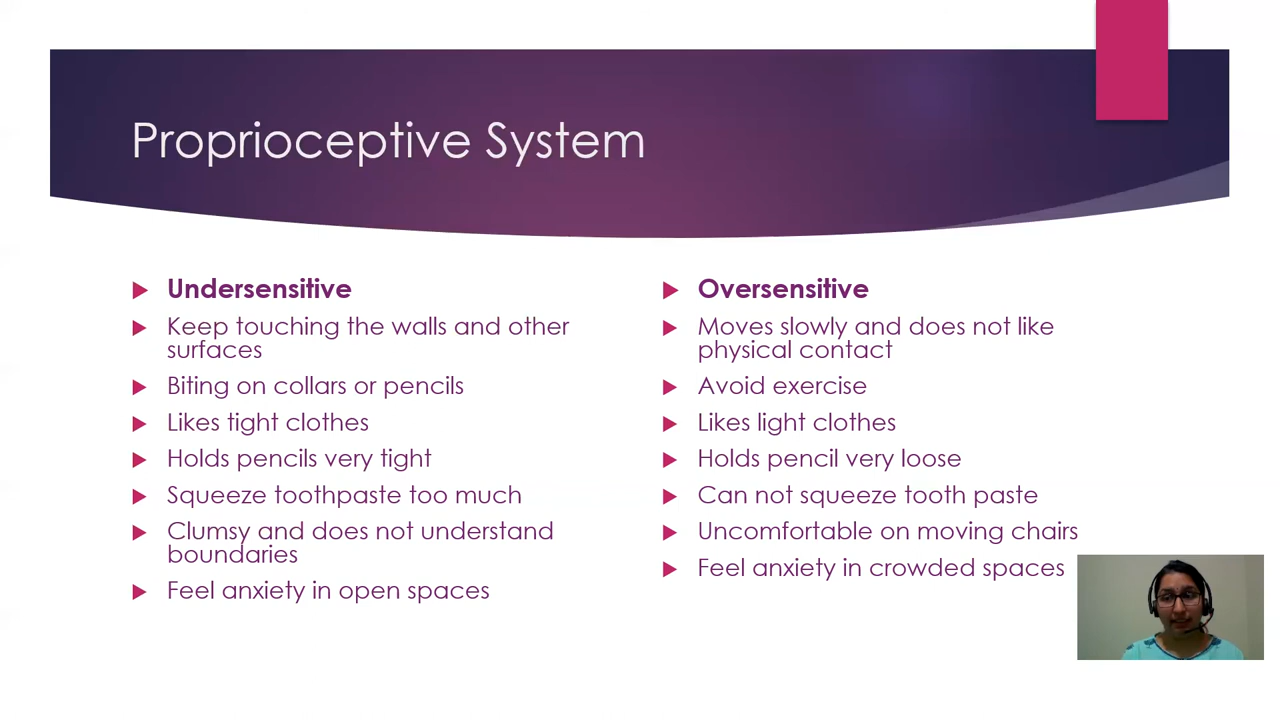 Proprioceptive System
Undersensitive
Keep touching the walls and other
surfaces
Biting on collars or pencils
Likes tight clothes
Holds pencils very tight
Squeeze toothpaste too much
Clumsy and does not understand
boundaries
Feel anxiety in open spaces
Oversensitive
Moves slowly and does not like
physical contact
Avoid exercise
Likes light clothes
Holds pencil very loose
Can not squeeze tooth paste
Uncomfortable on moving chairs
Feel anxiety in crowded spaces